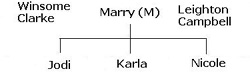 Winsome
Clarke
Marry (M)
Leighton
Campbell
Jodi
Karla
Nicole